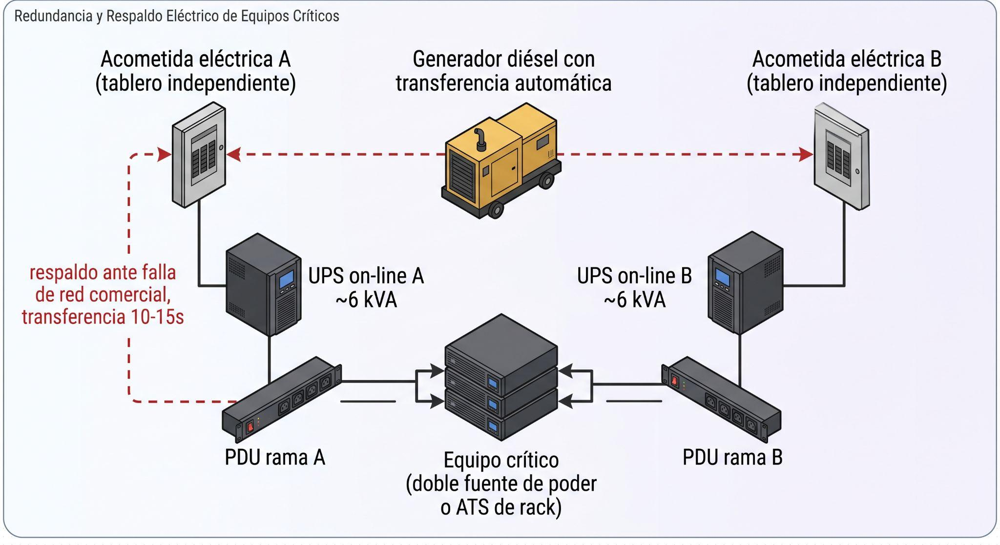 Redundancia y Respaldo Eléctrico de Equipos Críticos
Acometida eléctrica A
(tablero independiente)
Generador diésel con
transferencia automática
Acometida eléctrica B
(tablero independiente)
respaldo ante falla
de red comercial,
transferencia 10-15s
UPS on-line A
~6 kVA
UPS on-line B
~6 kVA
PDU rama A
Equipo crítico
(doble fuente de poder
o ATS de rack)
PDU rama B